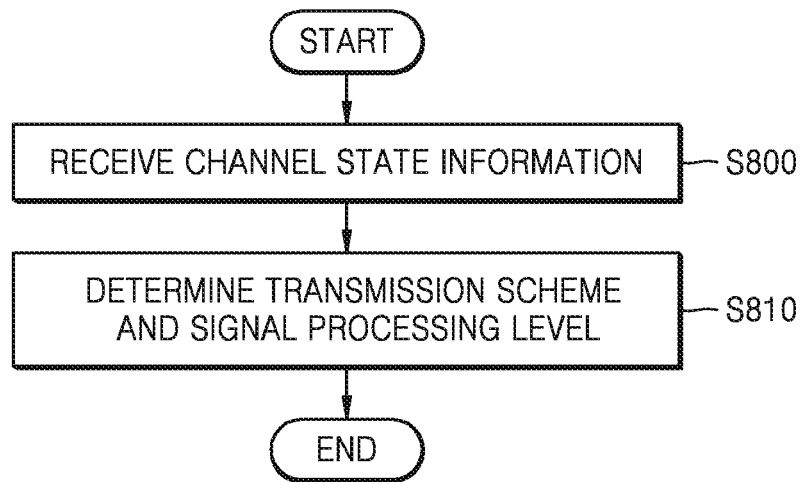 START
RECEIVE CHANNEL STATE INFORMATION
S800
DETERMINE TRANSMISSION SCHEME
AND SIGNAL PROCESSING LEVEL
S810
END